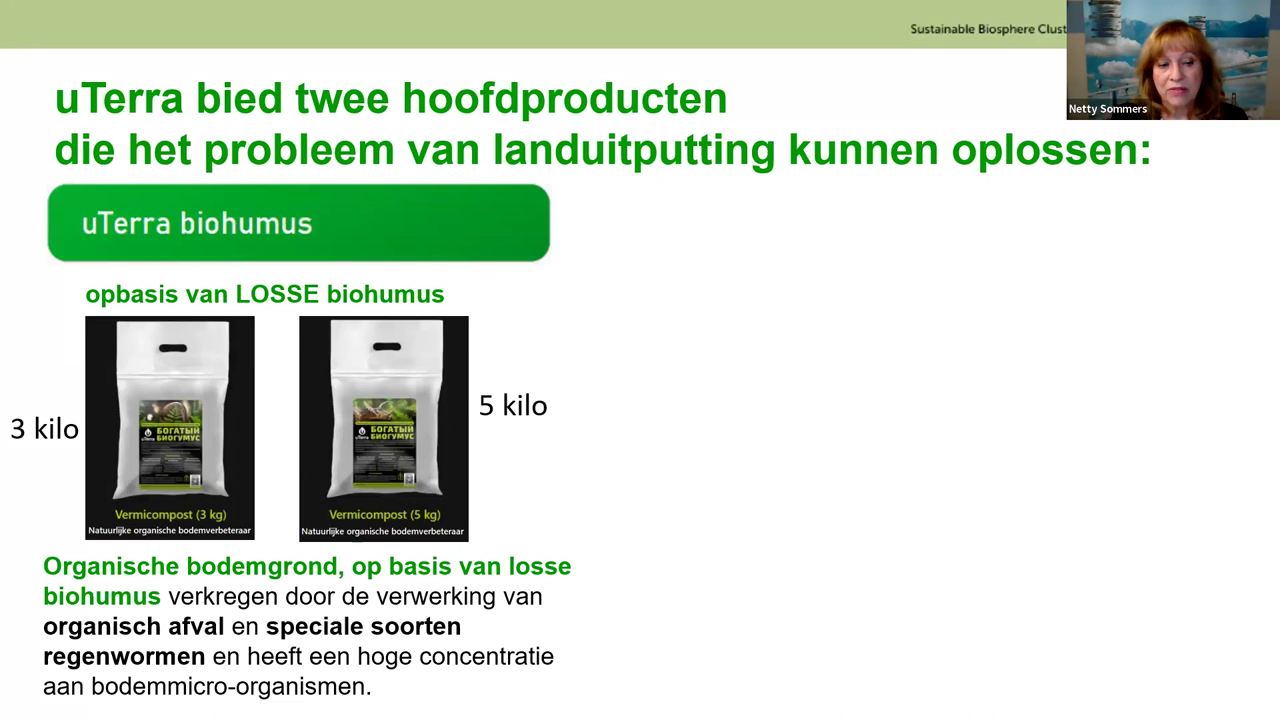 Sustainable Biosphere Clust
Netty Sommers
uTerra bied twee hoofdproducten
die het probleem van landuitputting kunnen oplossen:
uTerra biohumus
opbasis van LOSSE biohumus
3 kilo
uTerra
БОГАТЫЙ
БИОГУМУС
Vermicompost (3 kg)
Natuurlijke organische bodemverbeteraar
uTerra
БОГАТЫЙ
БИОГУМУС
Vermicompost (5 kg)
Natuurlijke organische bodemverbeteraar
5 kilo
Organische bodemgrond, op basis van losse
biohumus verkregen door de verwerking van
organisch afval en speciale soorten
regenwormen en heeft een hoge concentratie
aan bodemmicro-organismen.